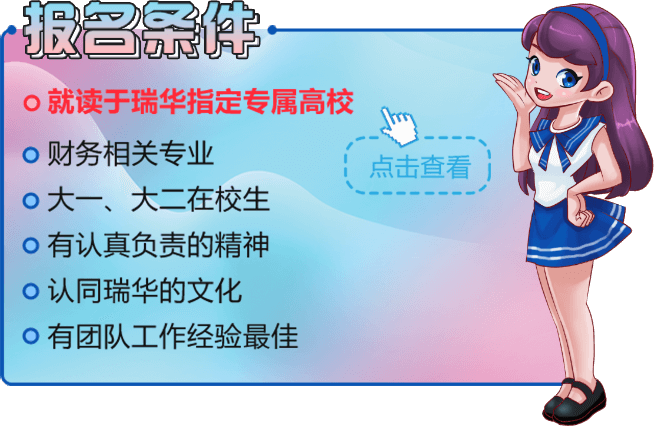 报名条件
就读于瑞华指定专属高校
财务相关专业
点击查看
大一、大二在校生
有认真负责的精神
认同瑞华的文化
有团队工作经验最佳